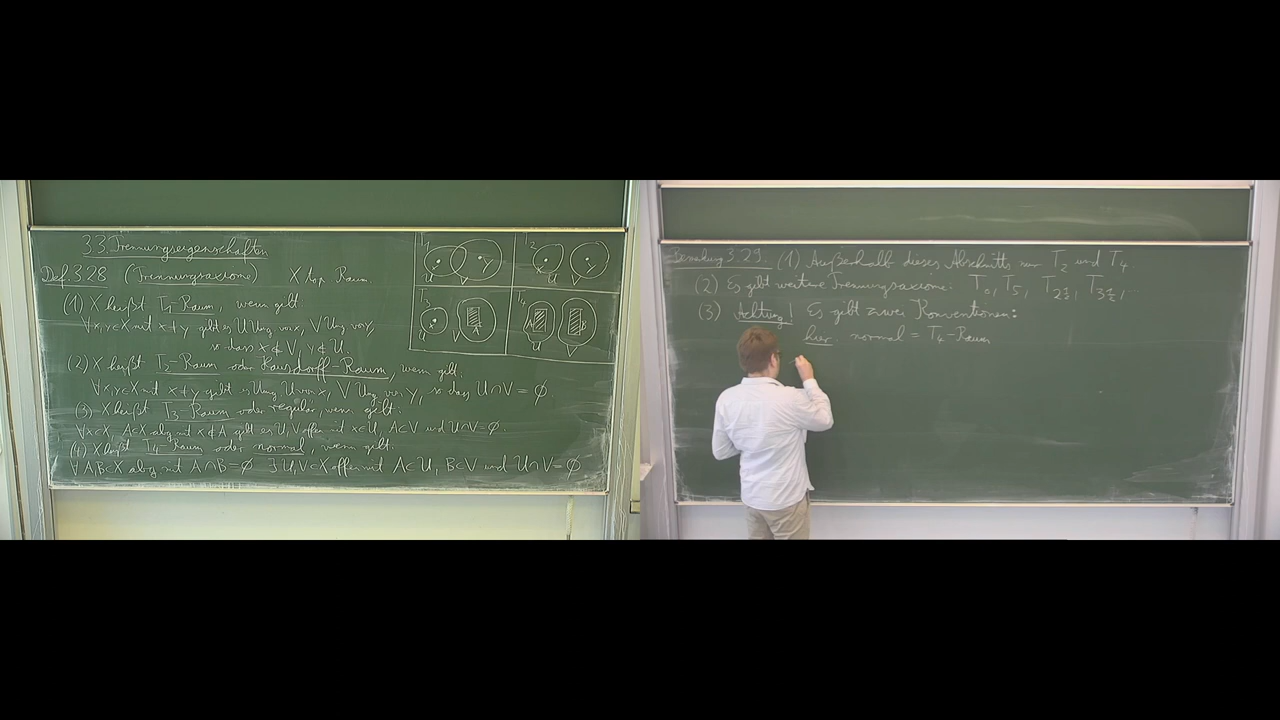 3.3. Trennungseigenschaften
Def. 3.28 (Trennungsaxiome) X top. Raum
(1) X heißt T₁-Raum, wenn gilt
∀x,y∈X mit x≠y gibt es U Umg. von x, V Umg. von y,
so dass x∉V, y∉U.
(2) X heißt T₂-Raum oder Hausdorff-Raum, wenn gilt:
∀x,y∈X mit x≠y gibt es U Umg. von x, V Umg. von y, so dass U∩V=∅.
(3) X heißt T₃-Raum oder regulär, wenn gilt:
∀x∈X, A⊂X abg. mit x∉A gibt es U,V offen mit x∈U, A⊂V und U∩V=∅.
(4) X heißt T₄-Raum oder normal, wenn gilt:
∀A,B⊂X abg. mit A∩B=∅ ∃U,V⊂X offen mit A⊂U, B⊂V und U∩V=∅
T₁
x
y
U
V
T₂
x
y
U
V
T₃
x
A
U
V
T₄
A
B
U
V
Bemerkung 3.29: (1) Außerhalb dieses Abschnitts nur T₂ und T₄
(2) Es gibt weitere Trennungsaxiome: T₀, T₅, T₂½, T₃½, ...
(3) Achtung! Es gibt zwei Konventionen:
hier: normal = T₄-Raum